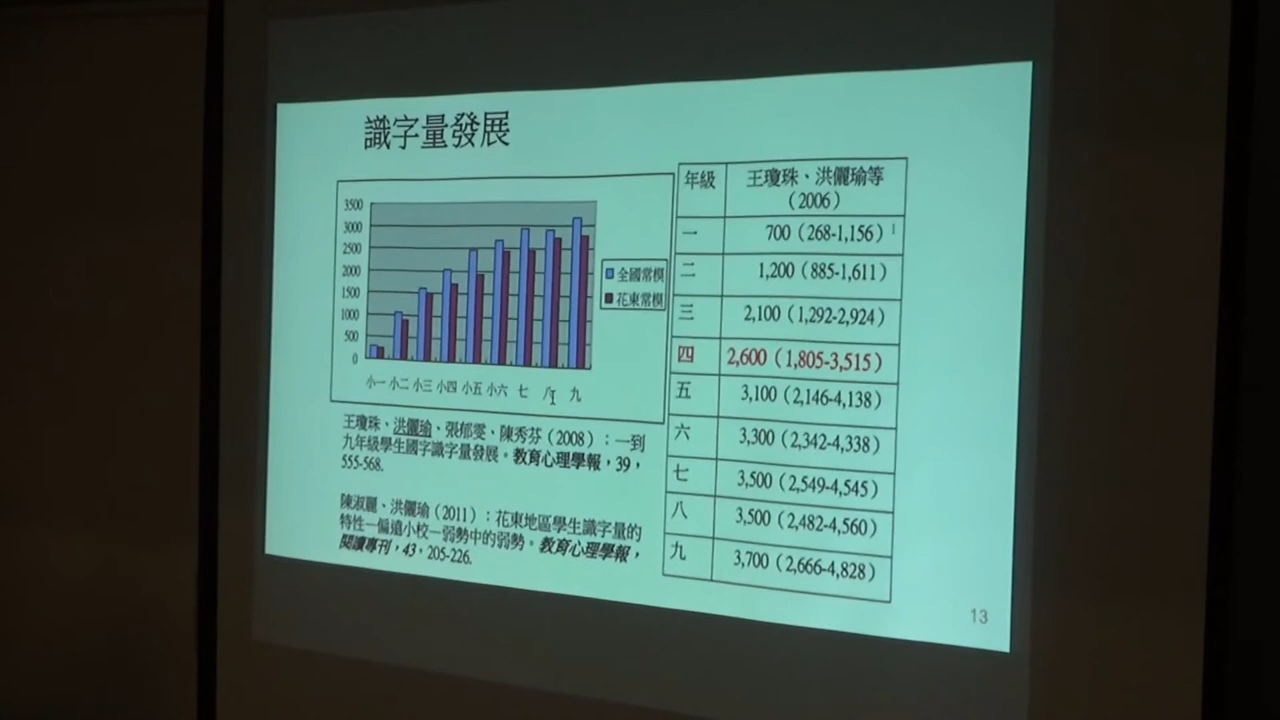 識字量發展
3500
3000
2500
2000
1500
1000
500
0
小一 小二 小三 小四 小五 小六 七 八 九
全國常模
花東常模
王瓊珠、洪儷瑜、張郁雯、陳秀芬（2008）：一到
九年級學生國字識字量發展。教育心理學報，39，
555-568.
陳淑麗、洪儷瑜（2011）：花東地區學生識字量的
特性—偏遠小校—弱勢中的弱勢。教育心理學報，
閱讀專刊，43，205-226.
年級 王瓊珠、洪儷瑜等
（2006）
一 700（268-1,156）1
二 1,200（885-1,611）
三 2,100（1,292-2,924）
四 2,600（1,805-3,515）
五 3,100（2,146-4,138）
六 3,300（2,342-4,338）
七 3,500（2,549-4,545）
八 3,500（2,482-4,560）
九 3,700（2,666-4,828）
13